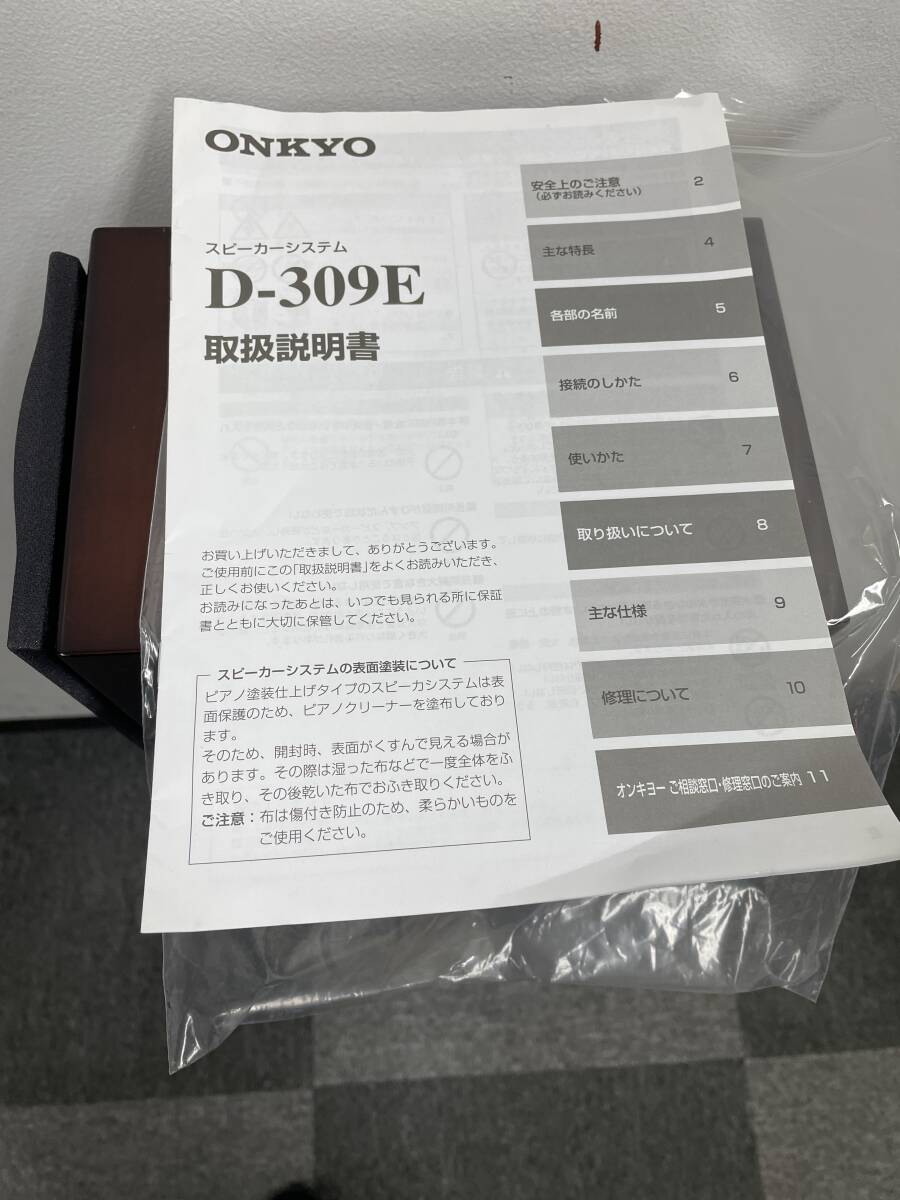 ONKYO
スピーカーシステム
D-309E
取扱説明書
お買い上げいただきまして、ありがとうございます。
ご使用前にこの「取扱説明書」をよくお読みいただき、
正しくお使いください。
お読みになったあとは、いつでも見られる所に保証
書とともに大切に保管してください。
スピーカーシステムの表面塗装について
ピアノ塗装仕上げタイプのスピーカシステムは表
面保護のため、ピアノクリーナーを塗布しており
ます。
そのため、開封時、表面がくすんで見える場合が
あります。その際は湿った布などで一度全体をふ
き取り、その後乾いた布でおふき取りください。
ご注意：布は傷付き防止のため、柔らかいものを
ご使用ください。
安全上のご注意 2
（必ずお読みください）
主な特長 4
各部の名前 5
接続のしかた 6
使いかた 7
取り扱いについて 8
主な仕様 9
修理について 10
オンキヨー ご相談窓口・修理窓口のご案内 11